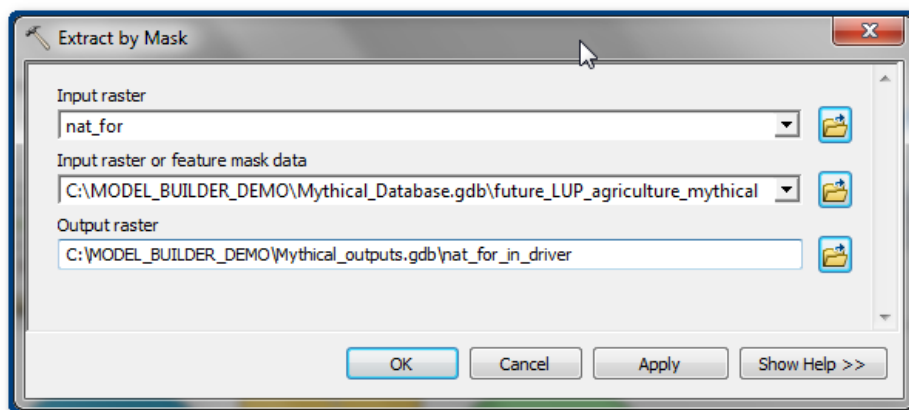 Extract by Mask
Input raster
nat_for
Input raster or feature mask data
C:\MODEL_BUILDER_DEMO\Mythical_Database.gdb\future_LUP_agriculture_mythical
Output raster
C:\MODEL_BUILDER_DEMO\Mythical_outputs.gdb\nat_for_in_driver
OK Cancel Apply Show Help >>